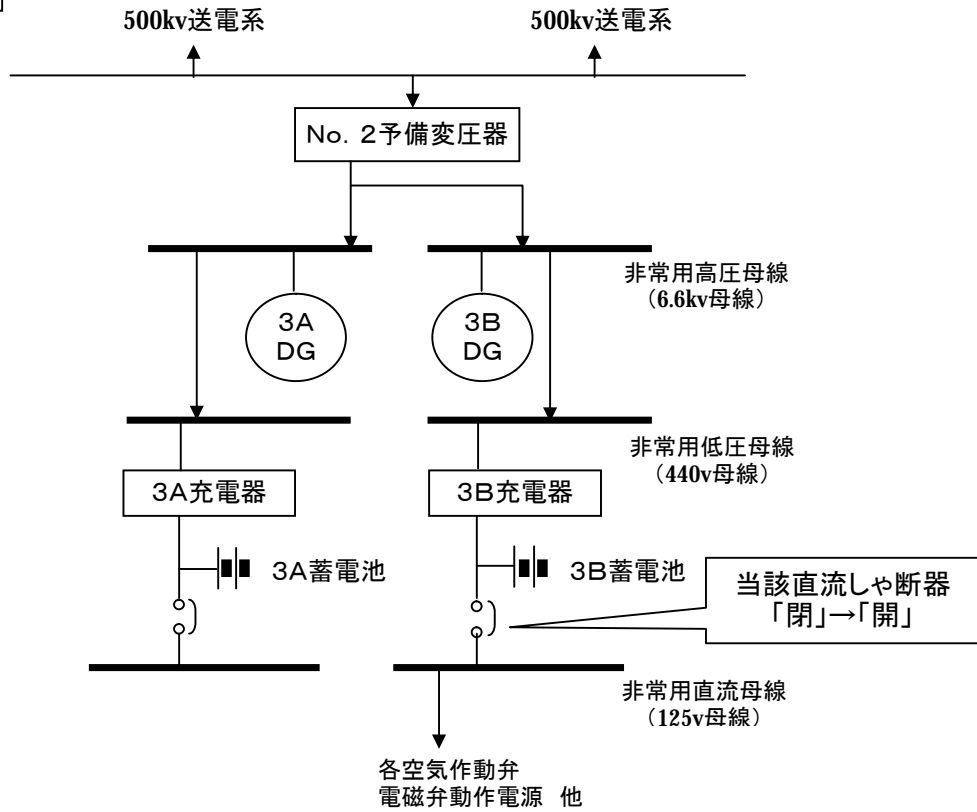 500kv送電系
500kv送電系
No. 2予備変圧器
非常用高圧母線
（6.6kv母線）
3A
DG
3B
DG
非常用低圧母線
（440v母線）
3A充電器
3B充電器
3A蓄電池
3B蓄電池
当該直流しゃ断器
「閉」→「開」
非常用直流母線
（125v母線）
各空気作動弁
電磁弁動作電源 他